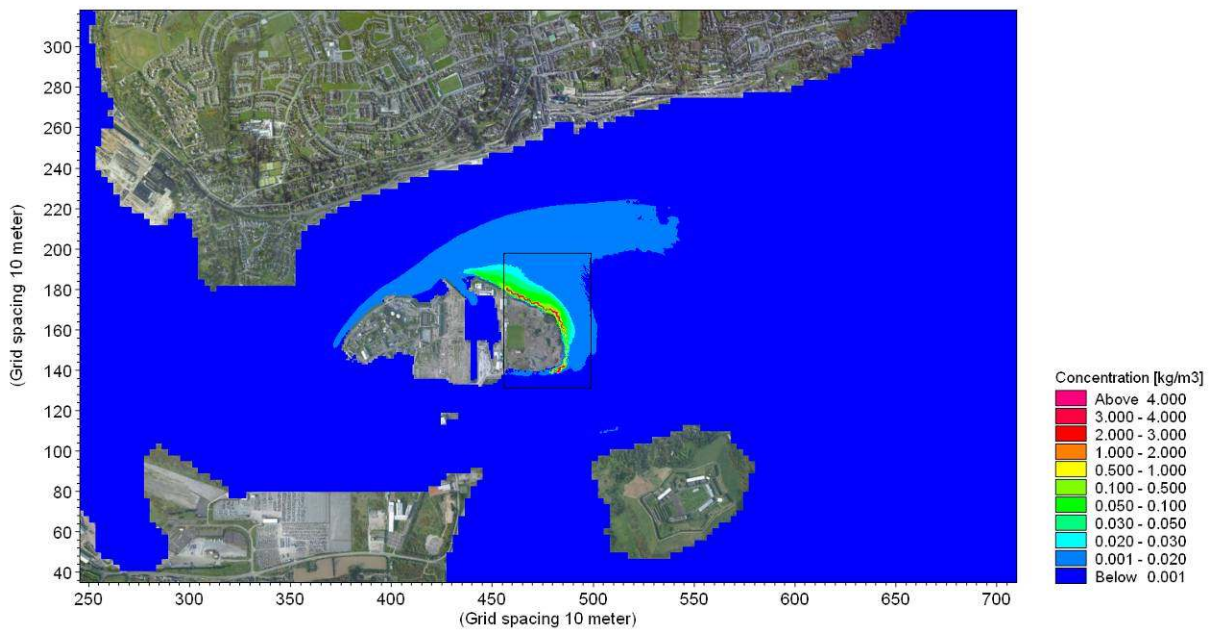 320
300
280
260
240
220
200
180
160
140
120
100
80
60
40
(Grid spacing 10 meter)
250 300 350 400 450 500 550 600 650 700
(Grid spacing 10 meter)
Concentration [kg/m3]
Above 4.000
3.000 - 4.000
2.000 - 3.000
1.000 - 2.000
0.500 - 1.000
0.100 - 0.500
0.050 - 0.100
0.030 - 0.050
0.020 - 0.030
0.001 - 0.020
Below 0.001